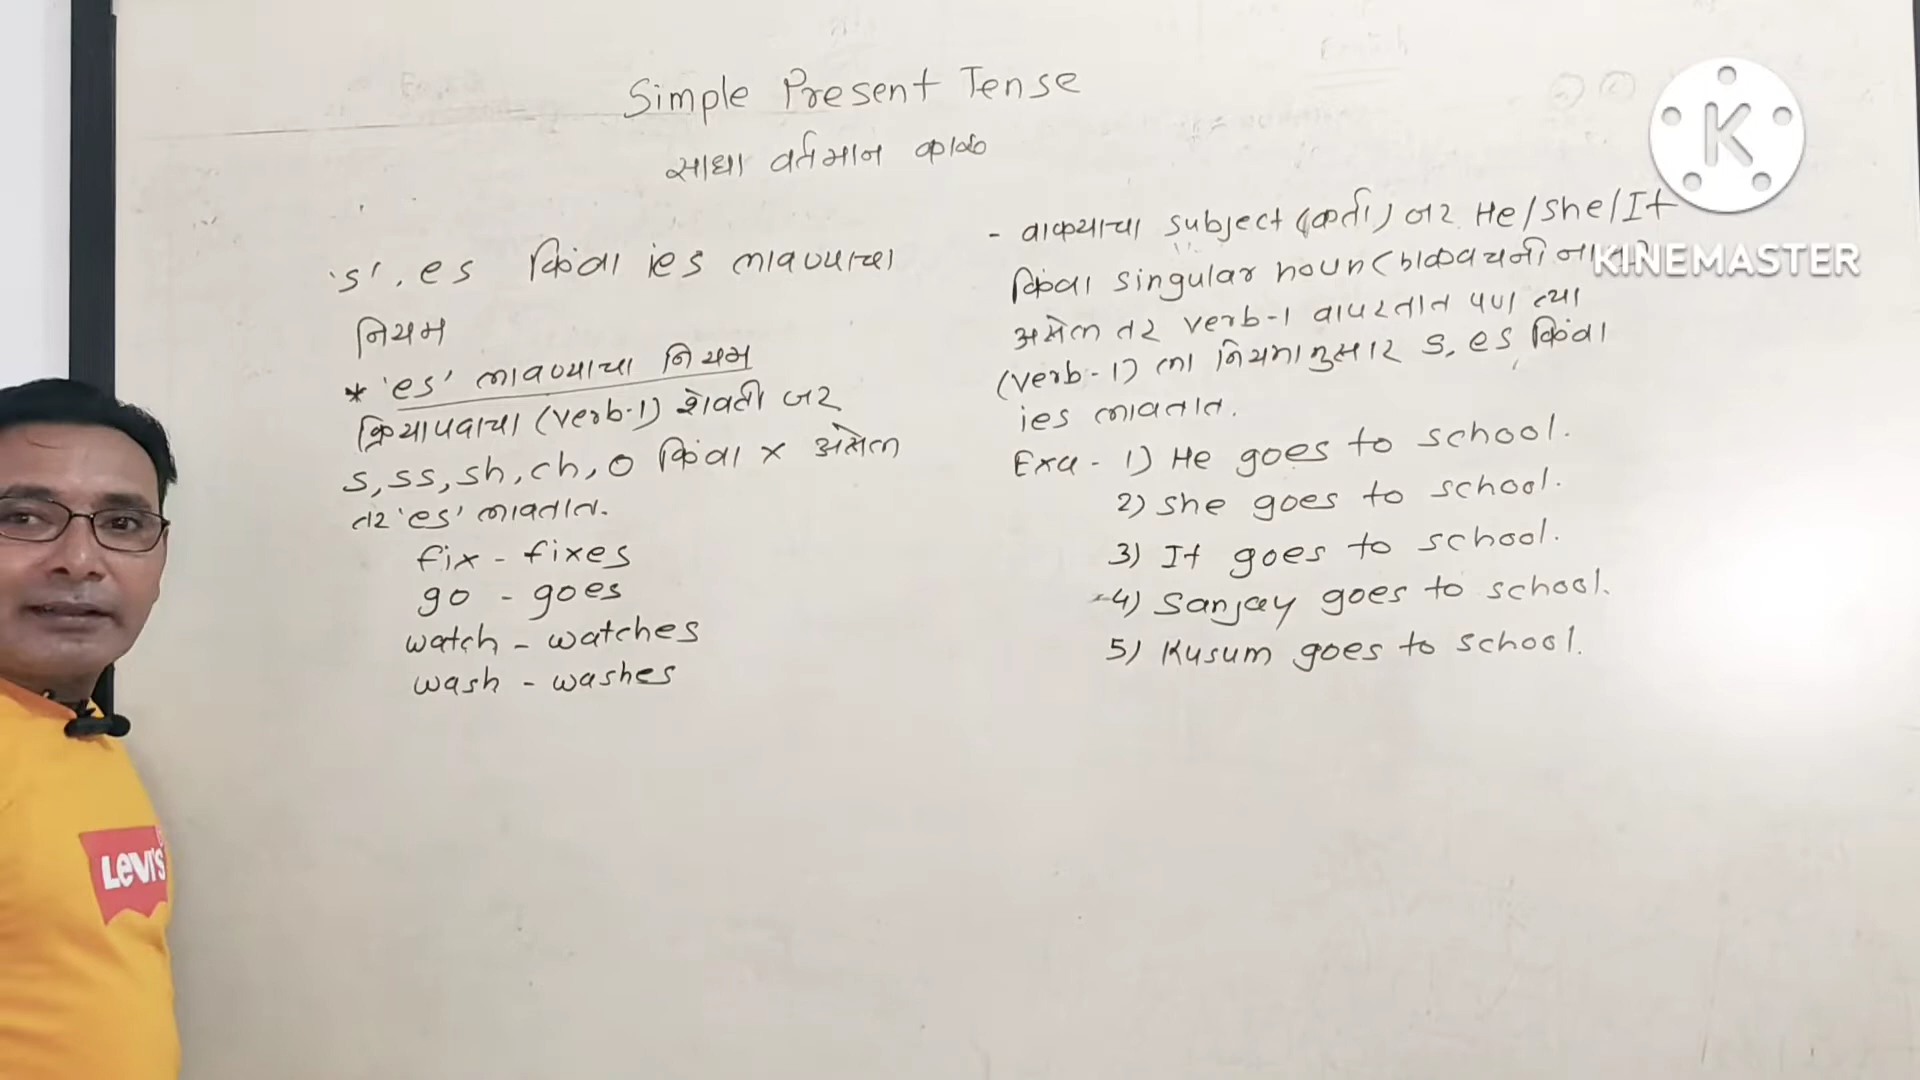 Simple Present Tense
साधा वर्तमान काळ
's', es किंवा ies लावण्याचा
नियम
* 'es' लावण्याचा नियम
क्रियापदाचा (verb-1) शेवटी जर
s, ss, sh, ch, o किंवा x असेल
तर 'es' लावतात.
fix - fixes
go - goes
watch - watches
wash - washes
- वाक्याचा subject (कर्ता) जर He/She/It
किंवा singular noun (एकवचनी
असेल तर verb-1 वापरतात पण त्या
(verb-1) ला नियमानुसार s, es किंवा
ies लावतात.
Exa - 1) He goes to school.
2) She goes to school.
3) It goes to school.
4) Sanjay goes to school.
5) Kusum goes to school.
K
KINEMASTER
LEVI'S